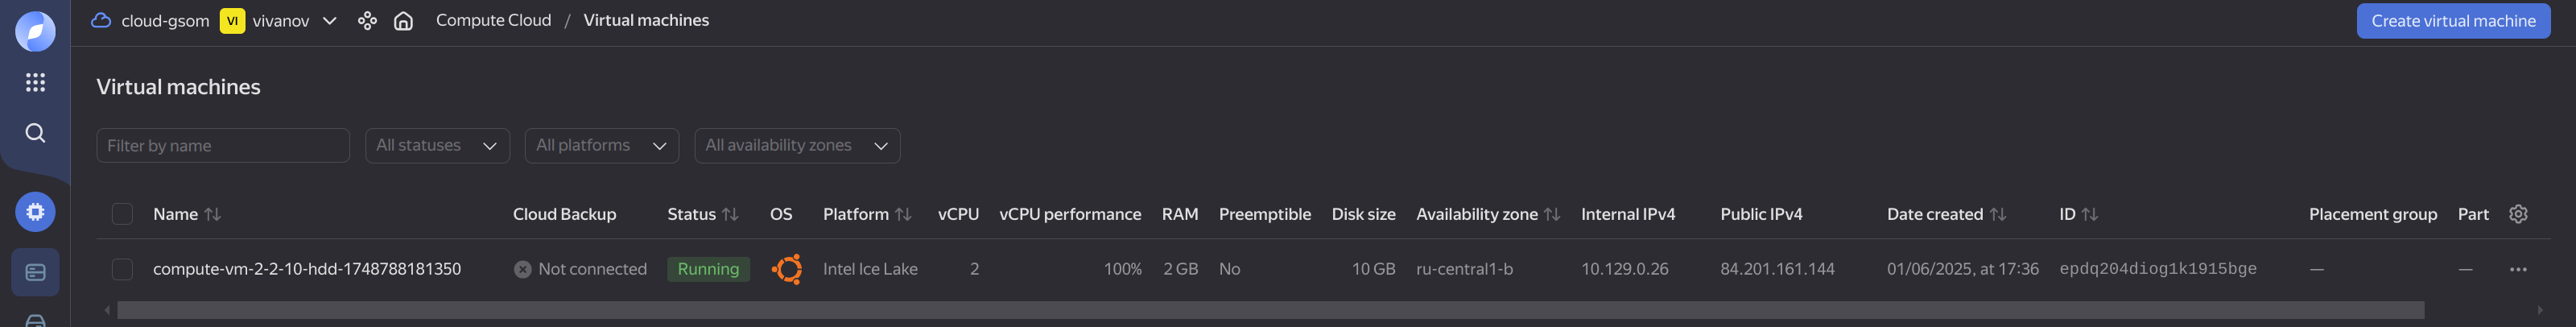 cloud-gsom VI vivanov Compute Cloud / Virtual machines Create virtual machine
Virtual machines
Filter by name All statuses All platforms All availability zones
Name Cloud Backup Status OS Platform vCPU vCPU performance RAM Preemptible Disk size Availability zone Internal IPv4 Public IPv4 Date created ID Placement group Part
compute-vm-2-2-10-hdd-1748788181350 Not connected Running Intel Ice Lake 2 100% 2 GB No 10 GB ru-central1-b 10.129.0.26 84.201.161.144 01/06/2025, at 17:36 epdq204diog1k1915bge — —